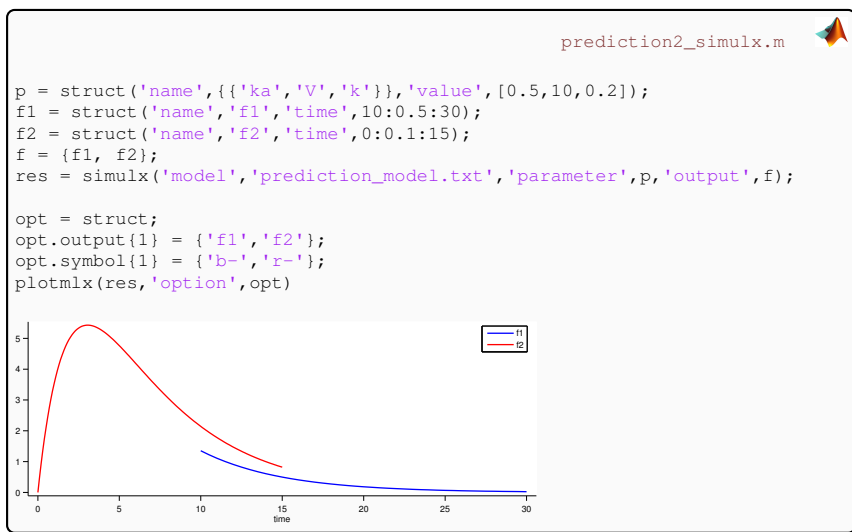 prediction2_simulx.m
p = struct('name',{{'ka','V','k'}},'value',[0.5,10,0.2]);
f1 = struct('name','f1','time',10:0.5:30);
f2 = struct('name','f2','time',0:0.1:15);
f = {f1, f2};
res = simulx('model','prediction_model.txt','parameter',p,'output',f);
opt = struct;
opt.output{1} = {'f1','f2'};
opt.symbol{1} = {'b-','r-'};
plotmlx(res,'option',opt)
f1
f2
5
4
3
2
1
0
0 5 10 15 20 25 30
time